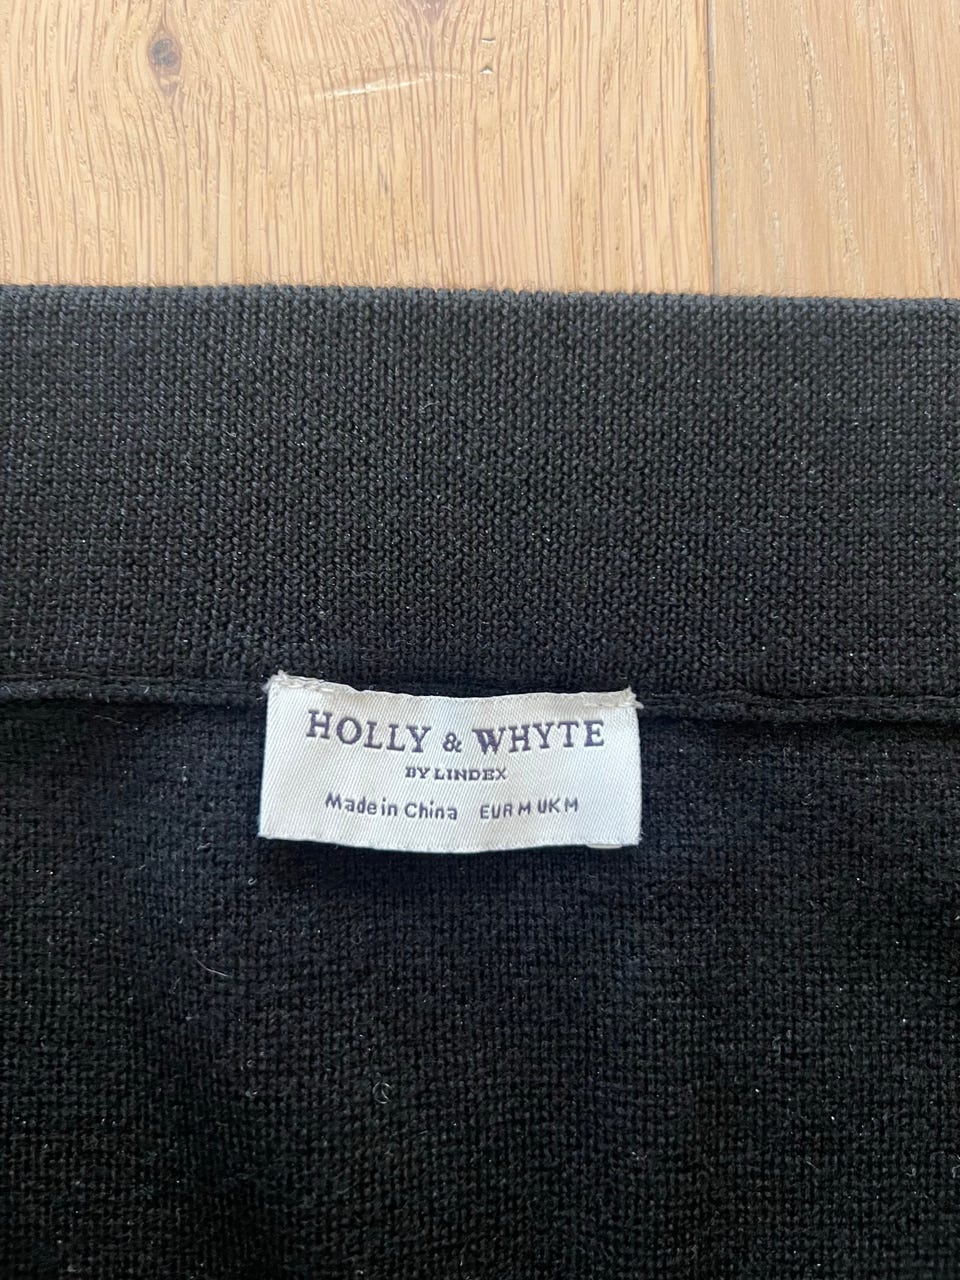 HOLLY & WHYTE
BY LINDEX
Made in China EUR M UK M